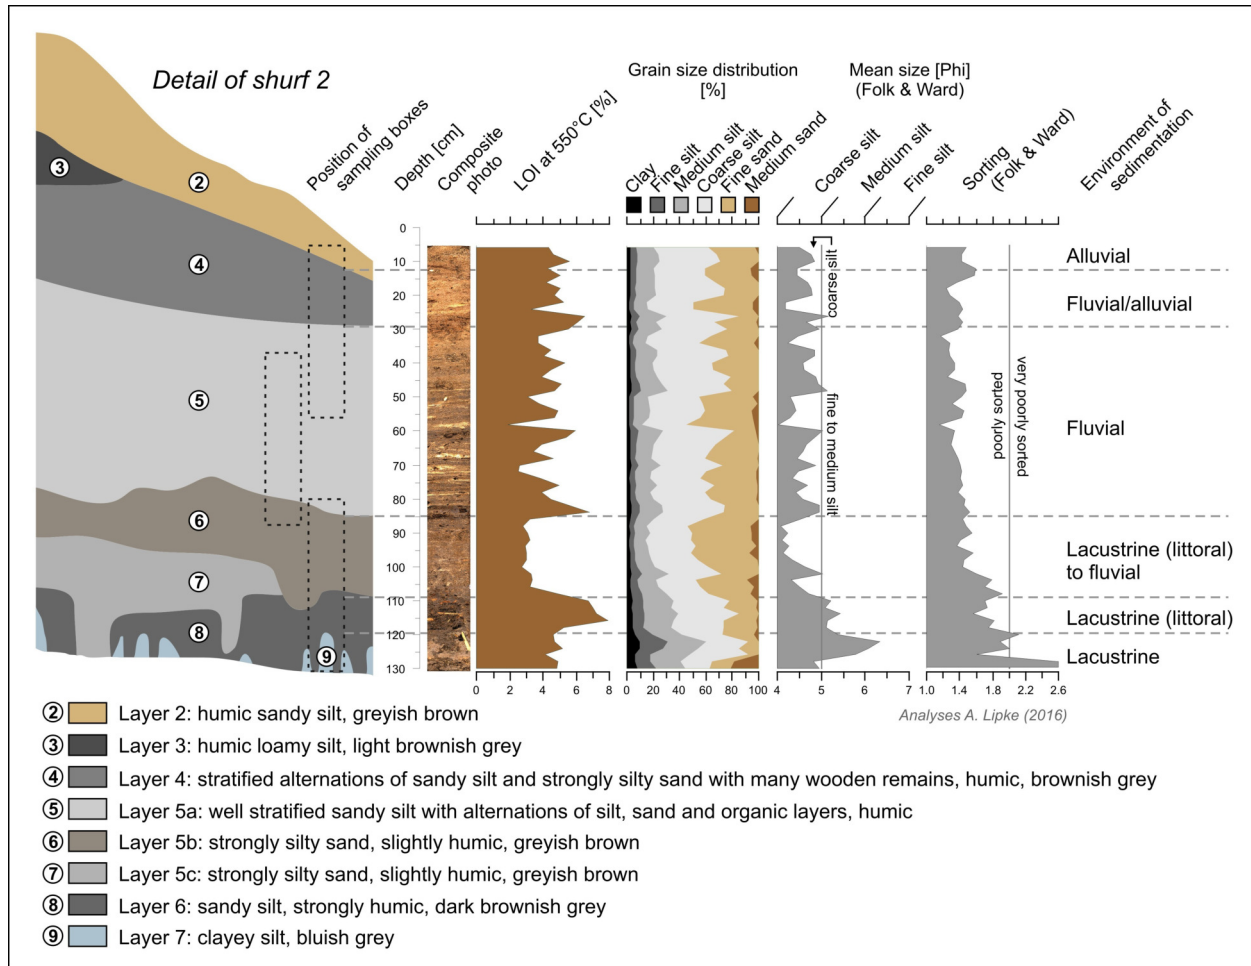 Detail of shurf 2
Position of
sampling boxes
Depth [cm]
Composite
photo
LOI at 550°C [%]
Grain size distribution
[%]
Clay
Fine silt
Medium silt
Coarse silt
Fine sand
Medium sand
Mean size [Phi]
(Folk & Ward)
Coarse silt
Medium silt
Fine silt
Sorting
(Folk & Ward)
Environment of
sedimentation
0
10
20
30
40
50
60
70
80
90
100
110
120
130
3
2
4
5
6
7
8
9
coarse silt
fine to medium silt
poorly sorted
very poorly sorted
Alluvial
Fluvial/alluvial
Fluvial
Lacustrine (littoral)
to fluvial
Lacustrine (littoral)
Lacustrine
0 2 4 6 8
0 20 40 60 80 100
4 5 6 7
1.0 1.4 1.8 2.2 2.6
Analyses A. Lipke (2016)
2 Layer 2: humic sandy silt, greyish brown
3 Layer 3: humic loamy silt, light brownish grey
4 Layer 4: stratified alternations of sandy silt and strongly silty sand with many wooden remains, humic, brownish grey
5 Layer 5a: well stratified sandy silt with alternations of silt, sand and organic layers, humic
6 Layer 5b: strongly silty sand, slightly humic, greyish brown
7 Layer 5c: strongly silty sand, slightly humic, greyish brown
8 Layer 6: sandy silt, strongly humic, dark brownish grey
9 Layer 7: clayey silt, bluish grey